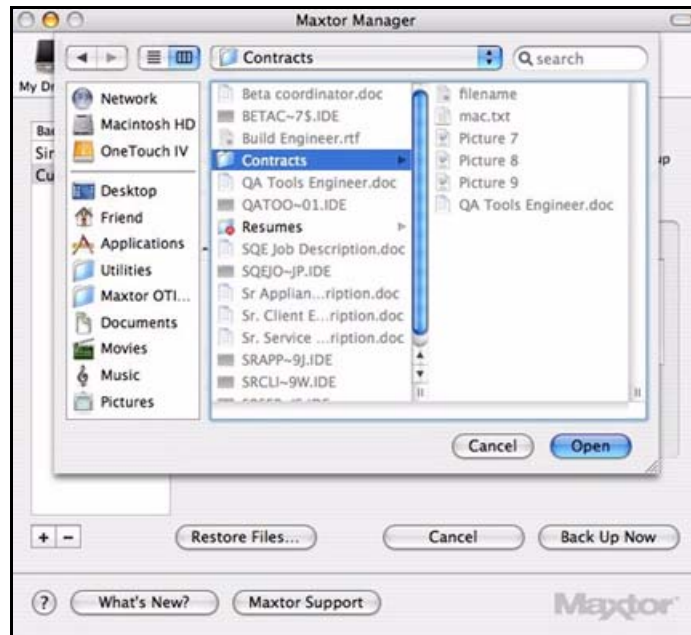 Maxtor Manager
Contracts
search
My Dr
Network
Macintosh HD
OneTouch IV
Desktop
Friend
Applications
Utilities
Maxtor OTI...
Documents
Movies
Music
Pictures
Beta coordinator.doc
BETAC~7$.IDE
Build Engineer.rtf
Contracts
QA Tools Engineer.doc
QATOO~01.IDE
Resumes
SQE Job Description.doc
SQEJO~JP.IDE
Sr Applian...ription.doc
Sr. Client E...ription.doc
Sr. Service ...ription.doc
SRAPP~9J.IDE
SRCLI~9W.IDE
filename
mac.txt
Picture 7
Picture 8
Picture 9
QA Tools Engineer.doc
Ba
Sir
Cu
up
Cancel
Open
+ −
Restore Files...
Cancel
Back Up Now
?
What's New?
Maxtor Support
Maxtor